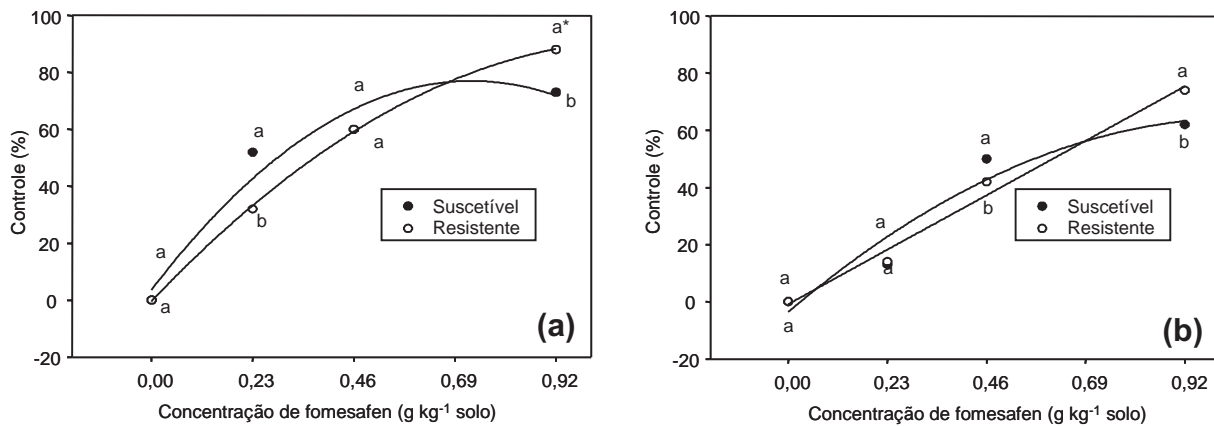 100
80
60
40
20
0
-20
Controle (%)
a
a
a
b
a
a
a*
b
Suscetível
Resistente
(a)
0,00 0,23 0,46 0,69 0,92
Concentração de fomesafen (g kg-1 solo)
100
80
60
40
20
0
-20
Controle (%)
a
a
a
a
a
b
a
b
Suscetível
Resistente
(b)
0,00 0,23 0,46 0,69 0,92
Concentração de fomesafen (g kg-1 solo)